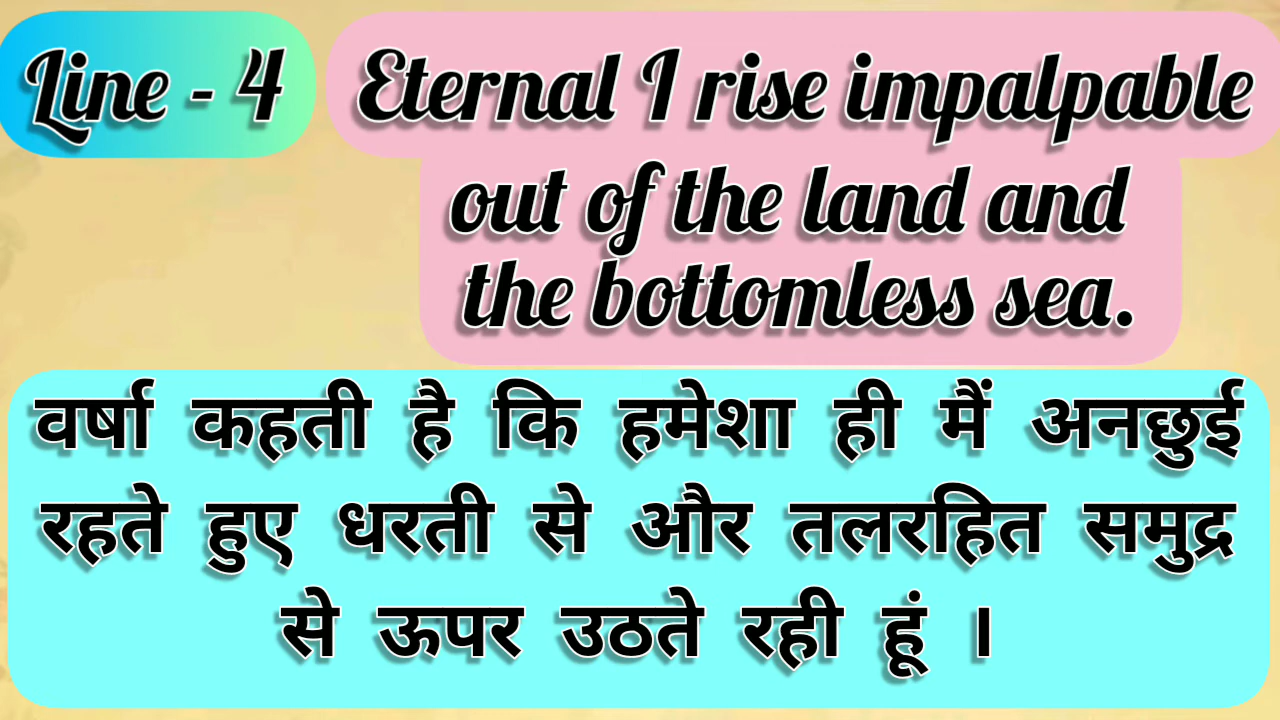 Line - 4
Eternal I rise impalpable
out of the land and
the bottomless sea.
वर्षा कहती है कि हमेशा ही मैं अनछुई
रहते हुए धरती से और तलरहित समुद्र
से ऊपर उठते रही हूं ।